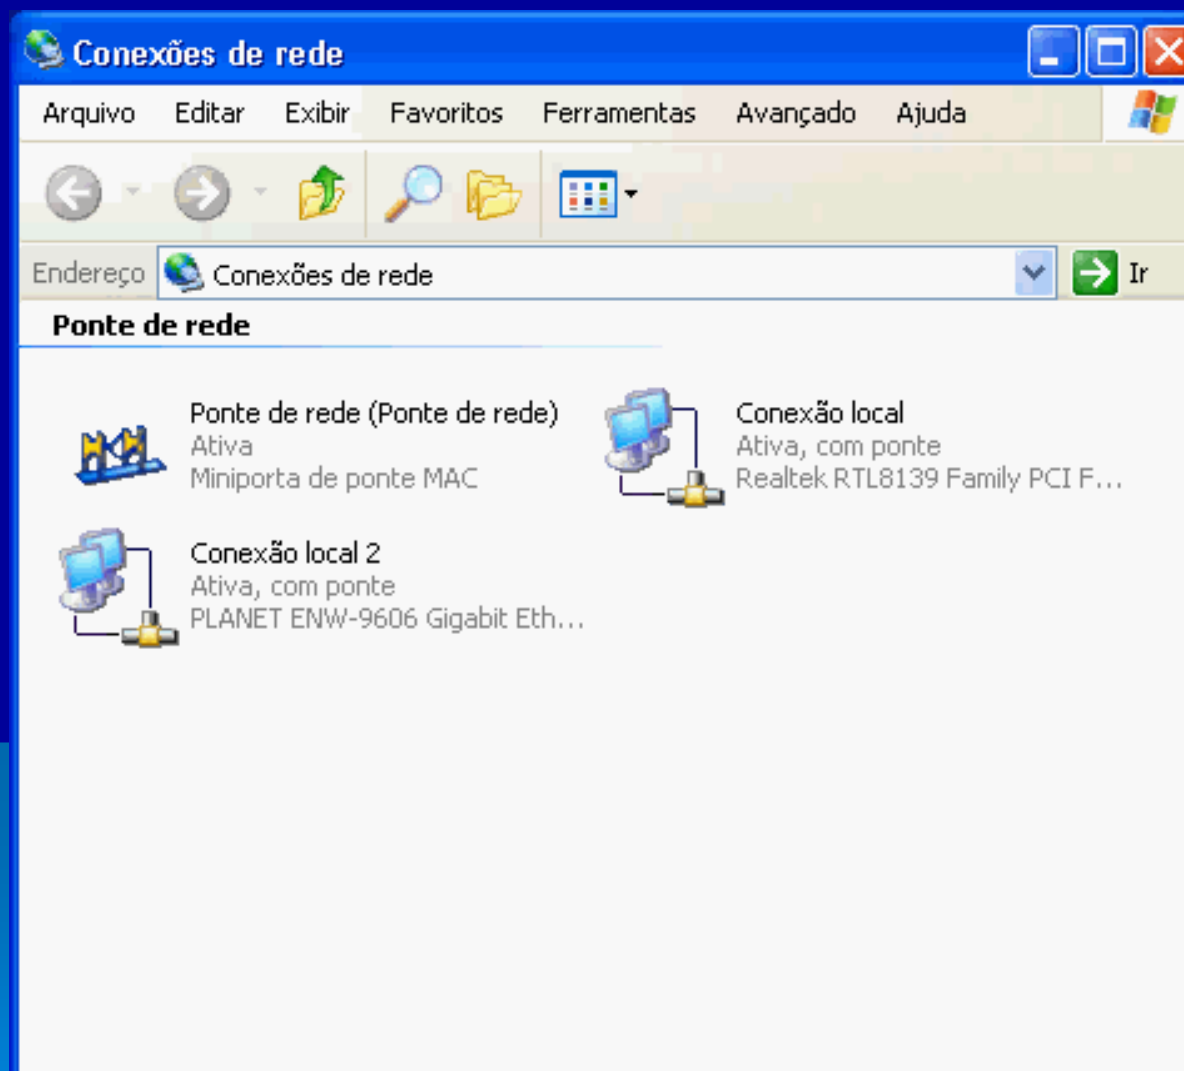 Conexões de rede
Arquivo Editar Exibir Favoritos Ferramentas Avançado Ajuda
Endereço Conexões de rede Ir
Ponte de rede
Ponte de rede (Ponte de rede)
Ativa
Miniporta de ponte MAC
Conexão local
Ativa, com ponte
Realtek RTL8139 Family PCI F...
Conexão local 2
Ativa, com ponte
PLANET ENW-9606 Gigabit Eth...